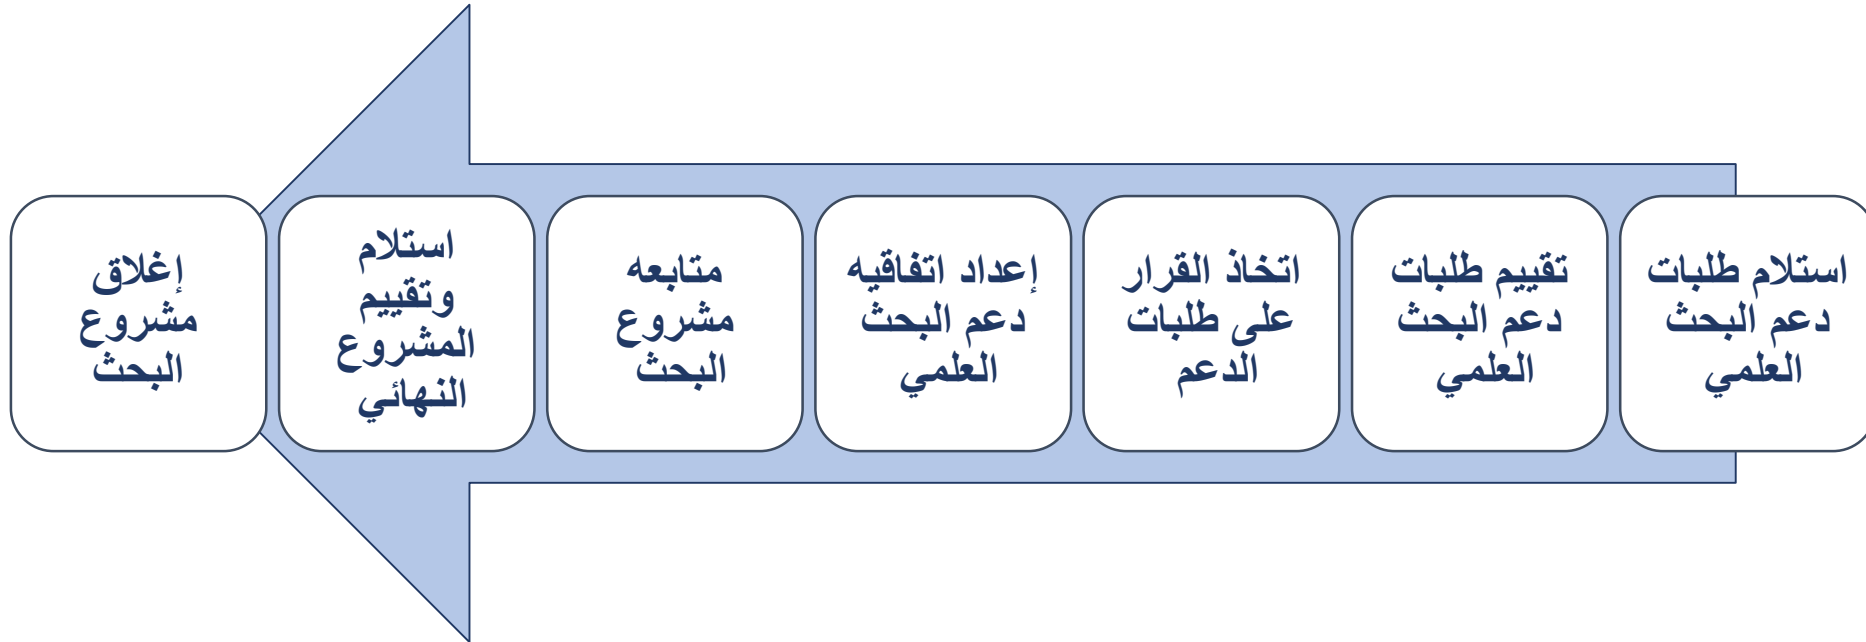 استلام طلبات
دعم البحث
العلمي
تقييم طلبات
دعم البحث
العلمي
اتخاذ القرار
على طلبات
الدعم
إعداد اتفاقيه
دعم البحث
العلمي
متابعه
مشروع
البحث
استلام
وتقييم
المشروع
النهائي
إغلاق
مشروع
البحث